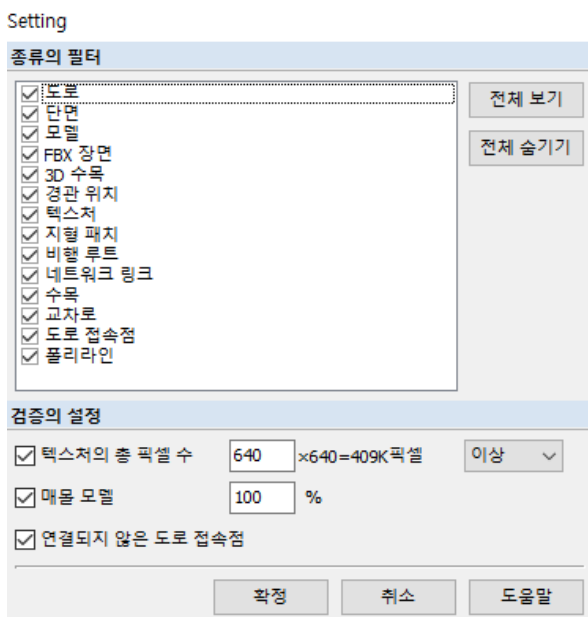 Setting
종류의 필터
도로
단면
모델
FBX 장면
3D 수목
경관 위치
텍스처
지형 패치
비행 루트
네트워크 링크
수목
교차로
도로 접속점
폴리라인
전체 보기
전체 숨기기
검증의 설정
텍스처의 총 픽셀 수 640 ×640=409K픽셀 이상
매몰 모델 100 %
연결되지 않은 도로 접속점
확정 취소 도움말